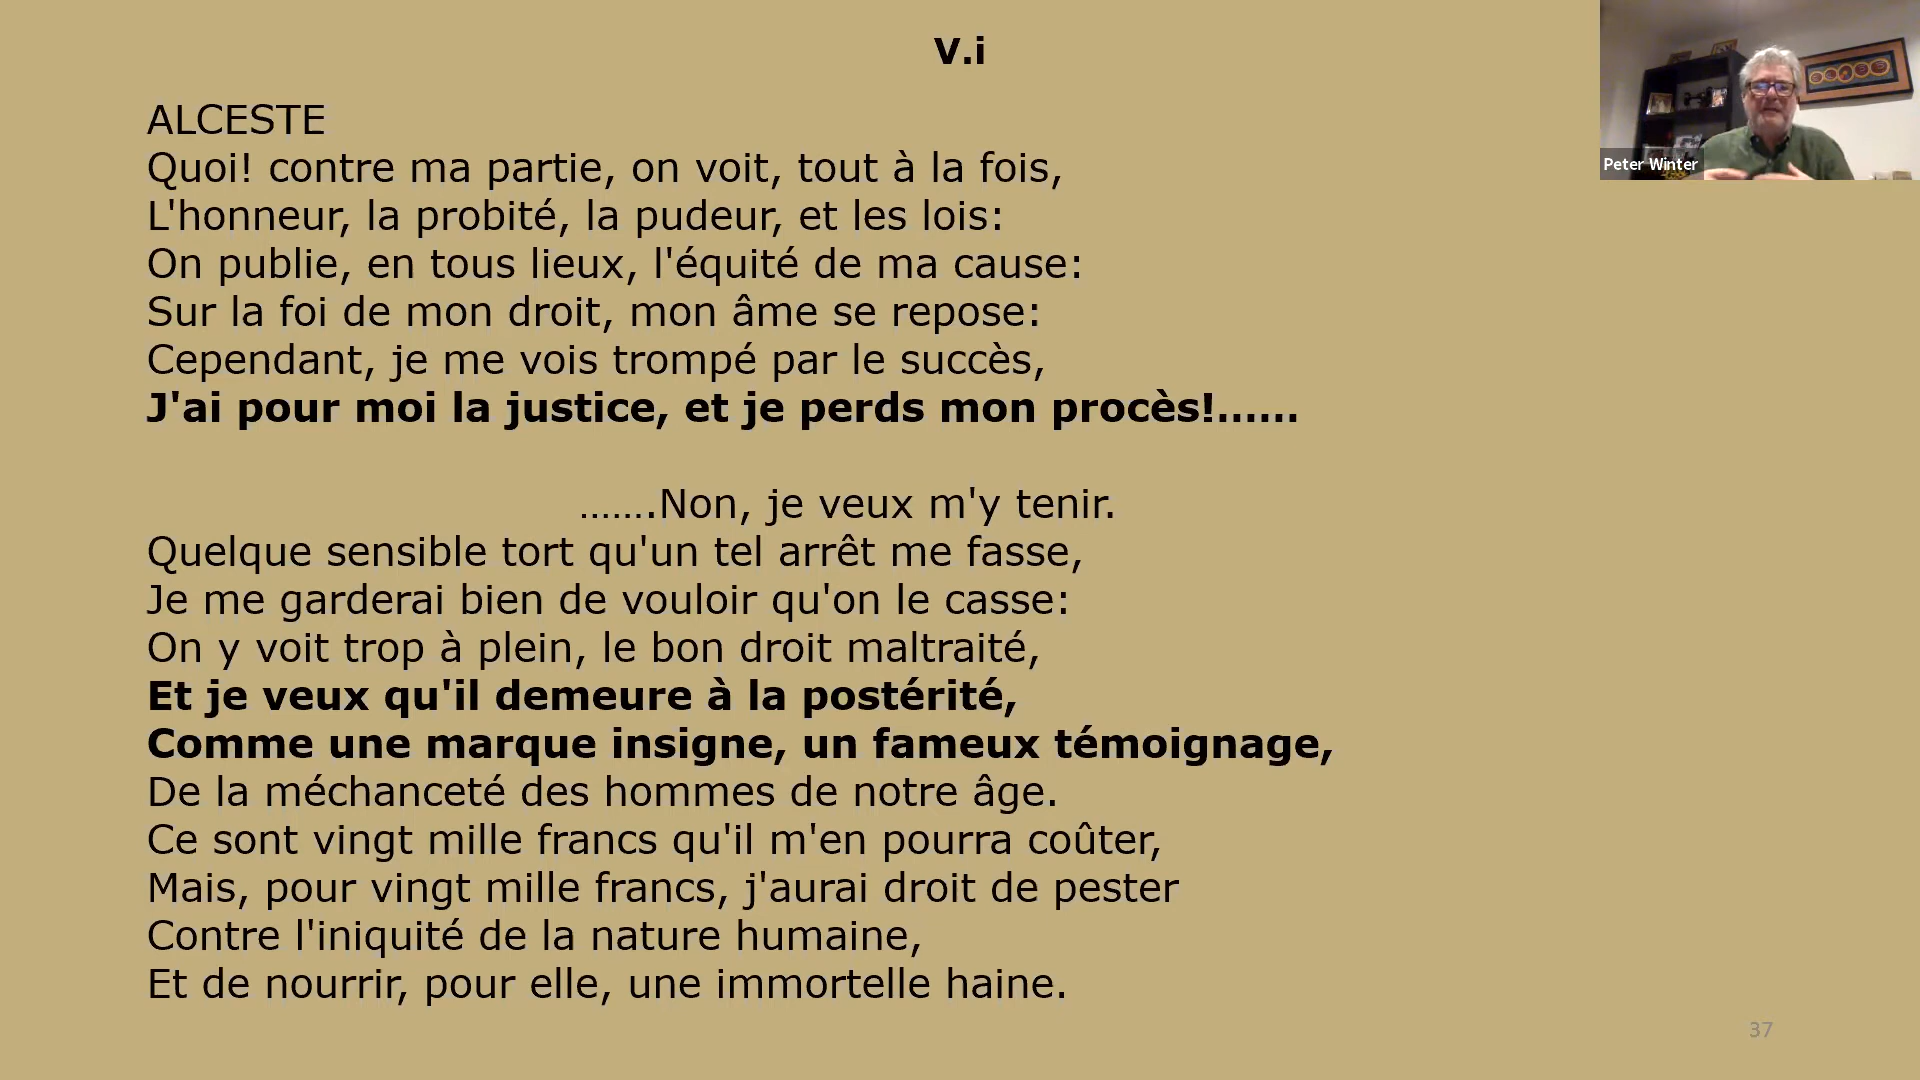 V.i
ALCESTE
Quoi! contre ma partie, on voit, tout à la fois,
L'honneur, la probité, la pudeur, et les lois:
On publie, en tous lieux, l'équité de ma cause:
Sur la foi de mon droit, mon âme se repose:
Cependant, je me vois trompé par le succès,
J'ai pour moi la justice, et je perds mon procès!......
.......Non, je veux m'y tenir.
Quelque sensible tort qu'un tel arrêt me fasse,
Je me garderai bien de vouloir qu'on le casse:
On y voit trop à plein, le bon droit maltraité,
Et je veux qu'il demeure à la postérité,
Comme une marque insigne, un fameux témoignage,
De la méchanceté des hommes de notre âge.
Ce sont vingt mille francs qu'il m'en pourra coûter,
Mais, pour vingt mille francs, j'aurai droit de pester
Contre l'iniquité de la nature humaine,
Et de nourrir, pour elle, une immortelle haine.
37
Peter Winter